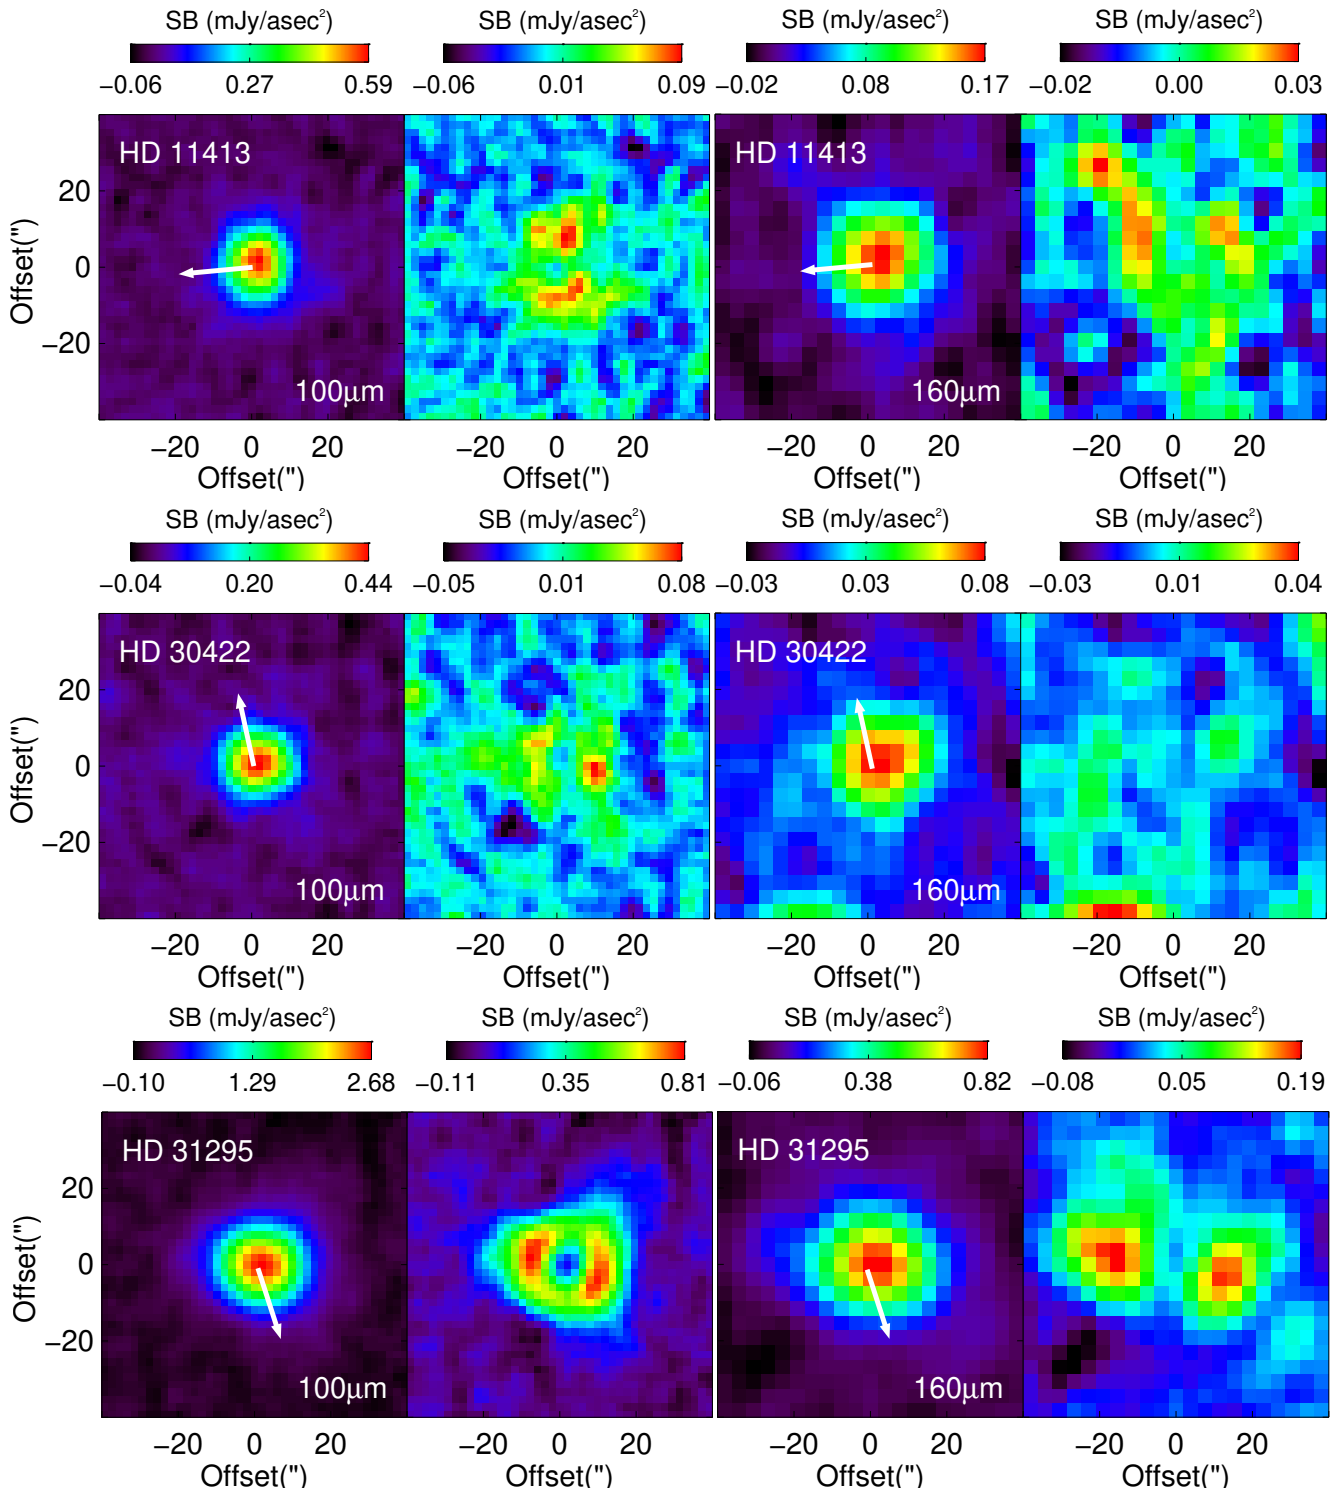 SB (mJy/asec²) SB (mJy/asec²) SB (mJy/asec²) SB (mJy/asec²)
−0.06 0.27 0.59 −0.06 0.01 0.09 −0.02 0.08 0.17 −0.02 0.00 0.03
HD 11413 HD 11413
20
0
−20
Offset(")
100μm 160μm
−20 0 20 −20 0 20 −20 0 20 −20 0 20
Offset(") Offset(") Offset(") Offset(")
SB (mJy/asec²) SB (mJy/asec²) SB (mJy/asec²) SB (mJy/asec²)
−0.04 0.20 0.44 −0.05 0.01 0.08 −0.03 0.03 0.08 −0.03 0.01 0.04
HD 30422 HD 30422
20
0
−20
Offset(")
100μm 160μm
−20 0 20 −20 0 20 −20 0 20 −20 0 20
Offset(") Offset(") Offset(") Offset(")
SB (mJy/asec²) SB (mJy/asec²) SB (mJy/asec²) SB (mJy/asec²)
−0.10 1.29 2.68 −0.11 0.35 0.81 −0.06 0.38 0.82 −0.08 0.05 0.19
HD 31295 HD 31295
20
0
−20
Offset(")
100μm 160μm
−20 0 20 −20 0 20 −20 0 20 −20 0 20
Offset(") Offset(") Offset(") Offset(")